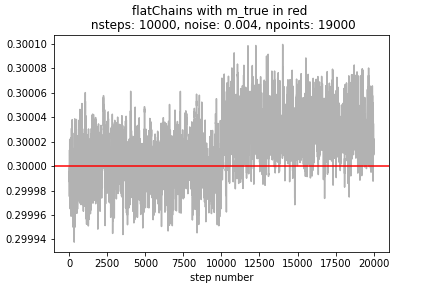 flatChains with m_true in red
nsteps: 10000, noise: 0.004, npoints: 19000
0.30010
0.30008
0.30006
0.30004
0.30002
0.30000
0.29998
0.29996
0.29994
0 2500 5000 7500 10000 12500 15000 17500 20000
step number